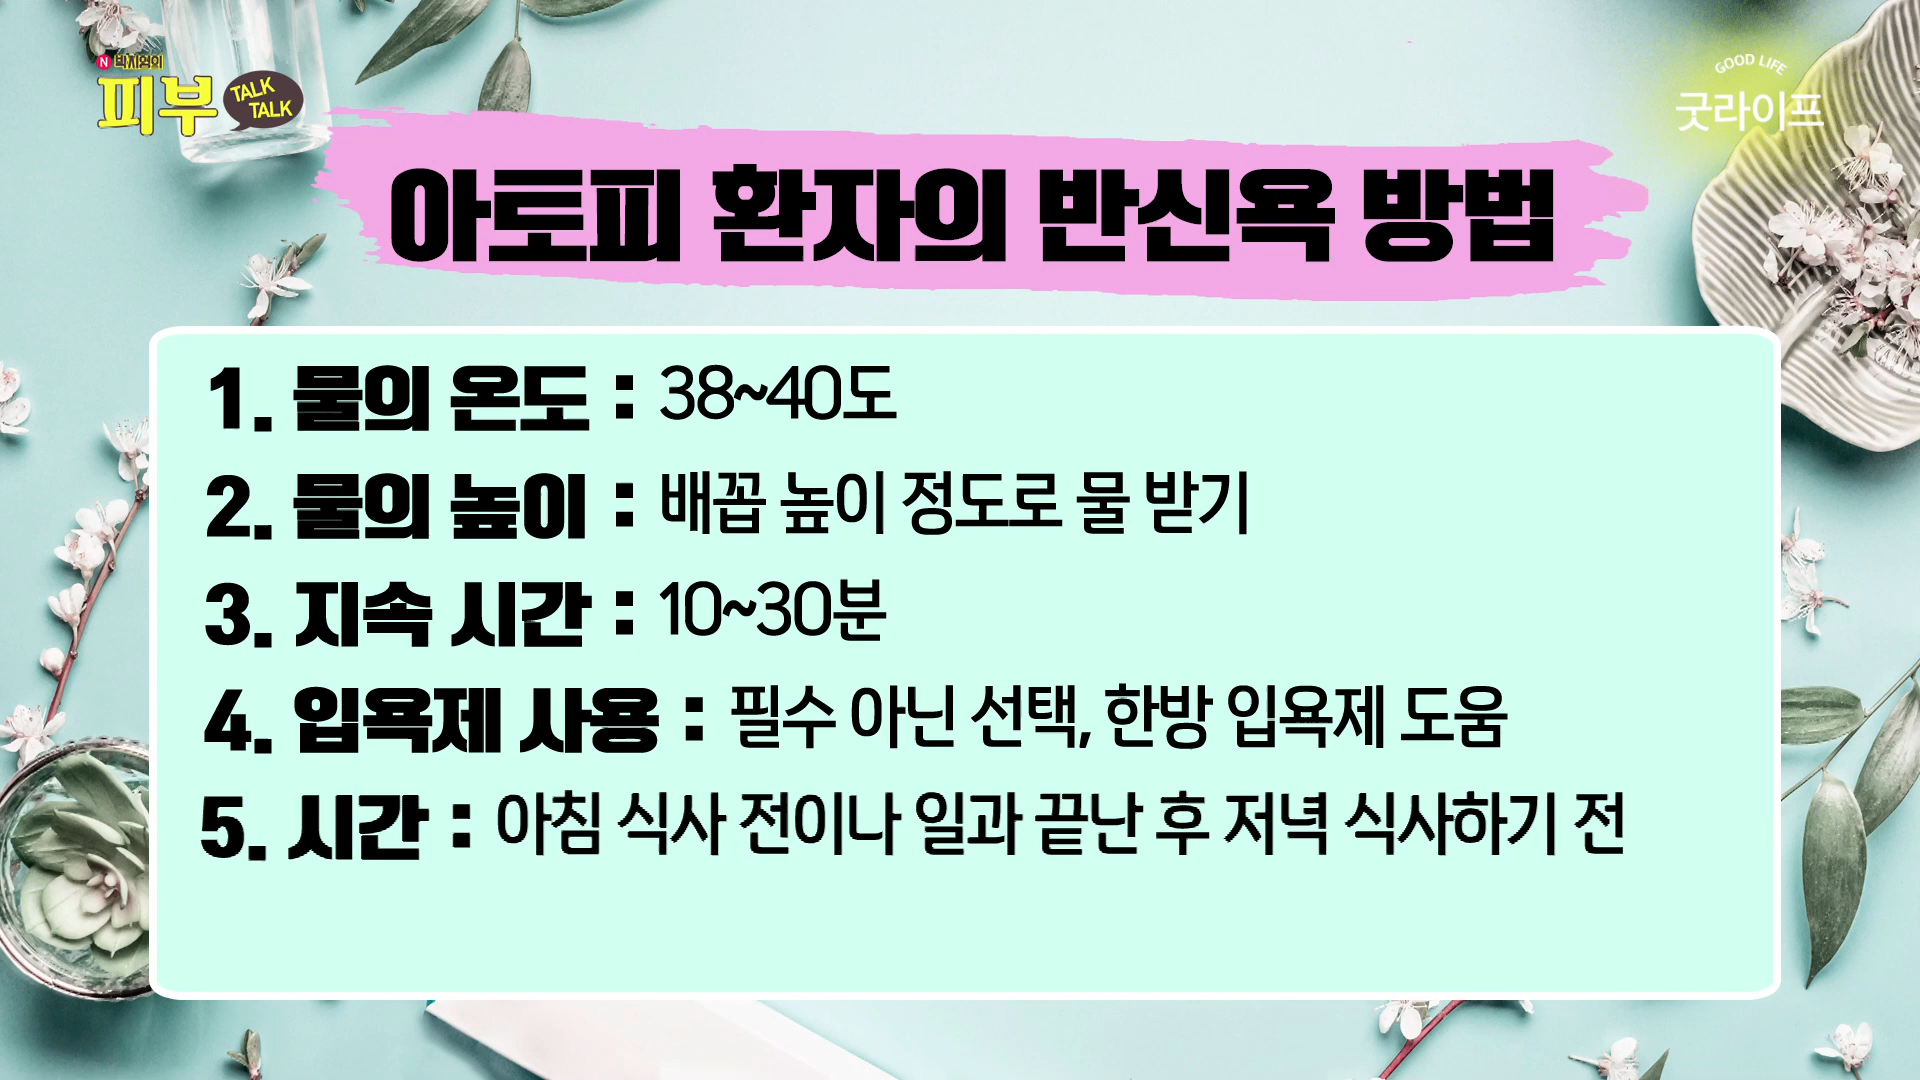 N 박지영의
피부 TALK TALK
GOOD LIFE
굿라이프
아토피 환자의 반신욕 방법
1. 물의 온도 : 38~40도
2. 물의 높이 : 배꼽 높이 정도로 물 받기
3. 지속 시간 : 10~30분
4. 입욕제 사용 : 필수 아닌 선택, 한방 입욕제 도움
5. 시간 : 아침 식사 전이나 일과 끝난 후 저녁 식사하기 전